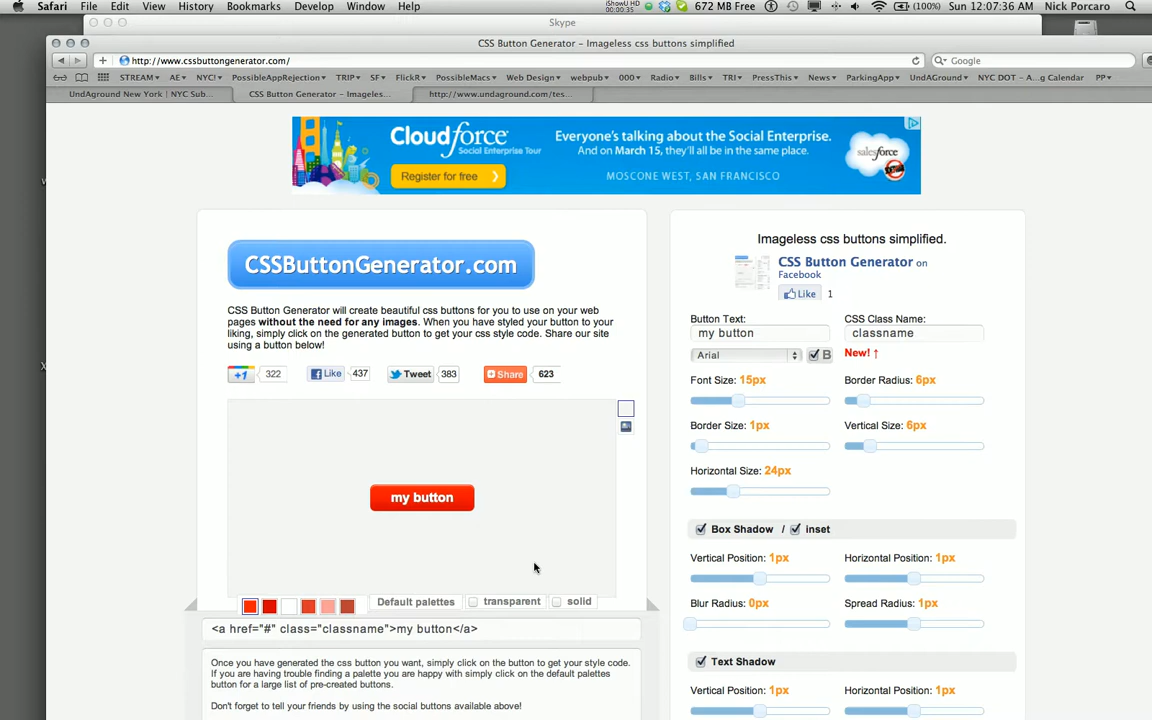 Safari File Edit View History Bookmarks Develop Window Help iShowU HD 00:00:35 672 MB Free (100%) Sun 12:07:36 AM Nick Porcaro
Skype
CSS Button Generator – Imageless css buttons simplified
http://www.cssbuttongenerator.com/ Google
STREAM AE NYC! PossibleAppRejection TRIP SF FlickR PossibleMacs Web Design webpub 000 Radio Bills TRI PressThis News ParkingApp UndAGround NYC DOT - A...g Calendar PP
UndAground New York | NYC Sub... CSS Button Generator – Imageles... http://www.undaground.com/tes...
Cloudforce
Social Enterprise Tour
Register for free
Everyone's talking about the Social Enterprise.
And on March 15, they'll all be in the same place.
MOSCONE WEST, SAN FRANCISCO
salesforce
CSSButtonGenerator.com
CSS Button Generator will create beautiful css buttons for you to use on your web
pages without the need for any images. When you have styled your button to your
liking, simply click on the generated button to get your css style code. Share our site
using a button below!
+1 322 Like 437 Tweet 383 Share 623
my button
Default palettes transparent solid
<a href="#" class="classname">my button</a>
Once you have generated the css button you want, simply click on the button to get your style code.
If you are having trouble finding a palette you are happy with simply click on the default palettes
button for a large list of pre-created buttons.
Don't forget to tell your friends by using the social buttons available above!
Imageless css buttons simplified.
CSS Button Generator on
Facebook
Like 1
Button Text: CSS Class Name:
my button classname
Arial B New! ↑
Font Size: 15px Border Radius: 6px
Border Size: 1px Vertical Size: 6px
Horizontal Size: 24px
Box Shadow / inset
Vertical Position: 1px Horizontal Position: 1px
Blur Radius: 0px Spread Radius: 1px
Text Shadow
Vertical Position: 1px Horizontal Position: 1px